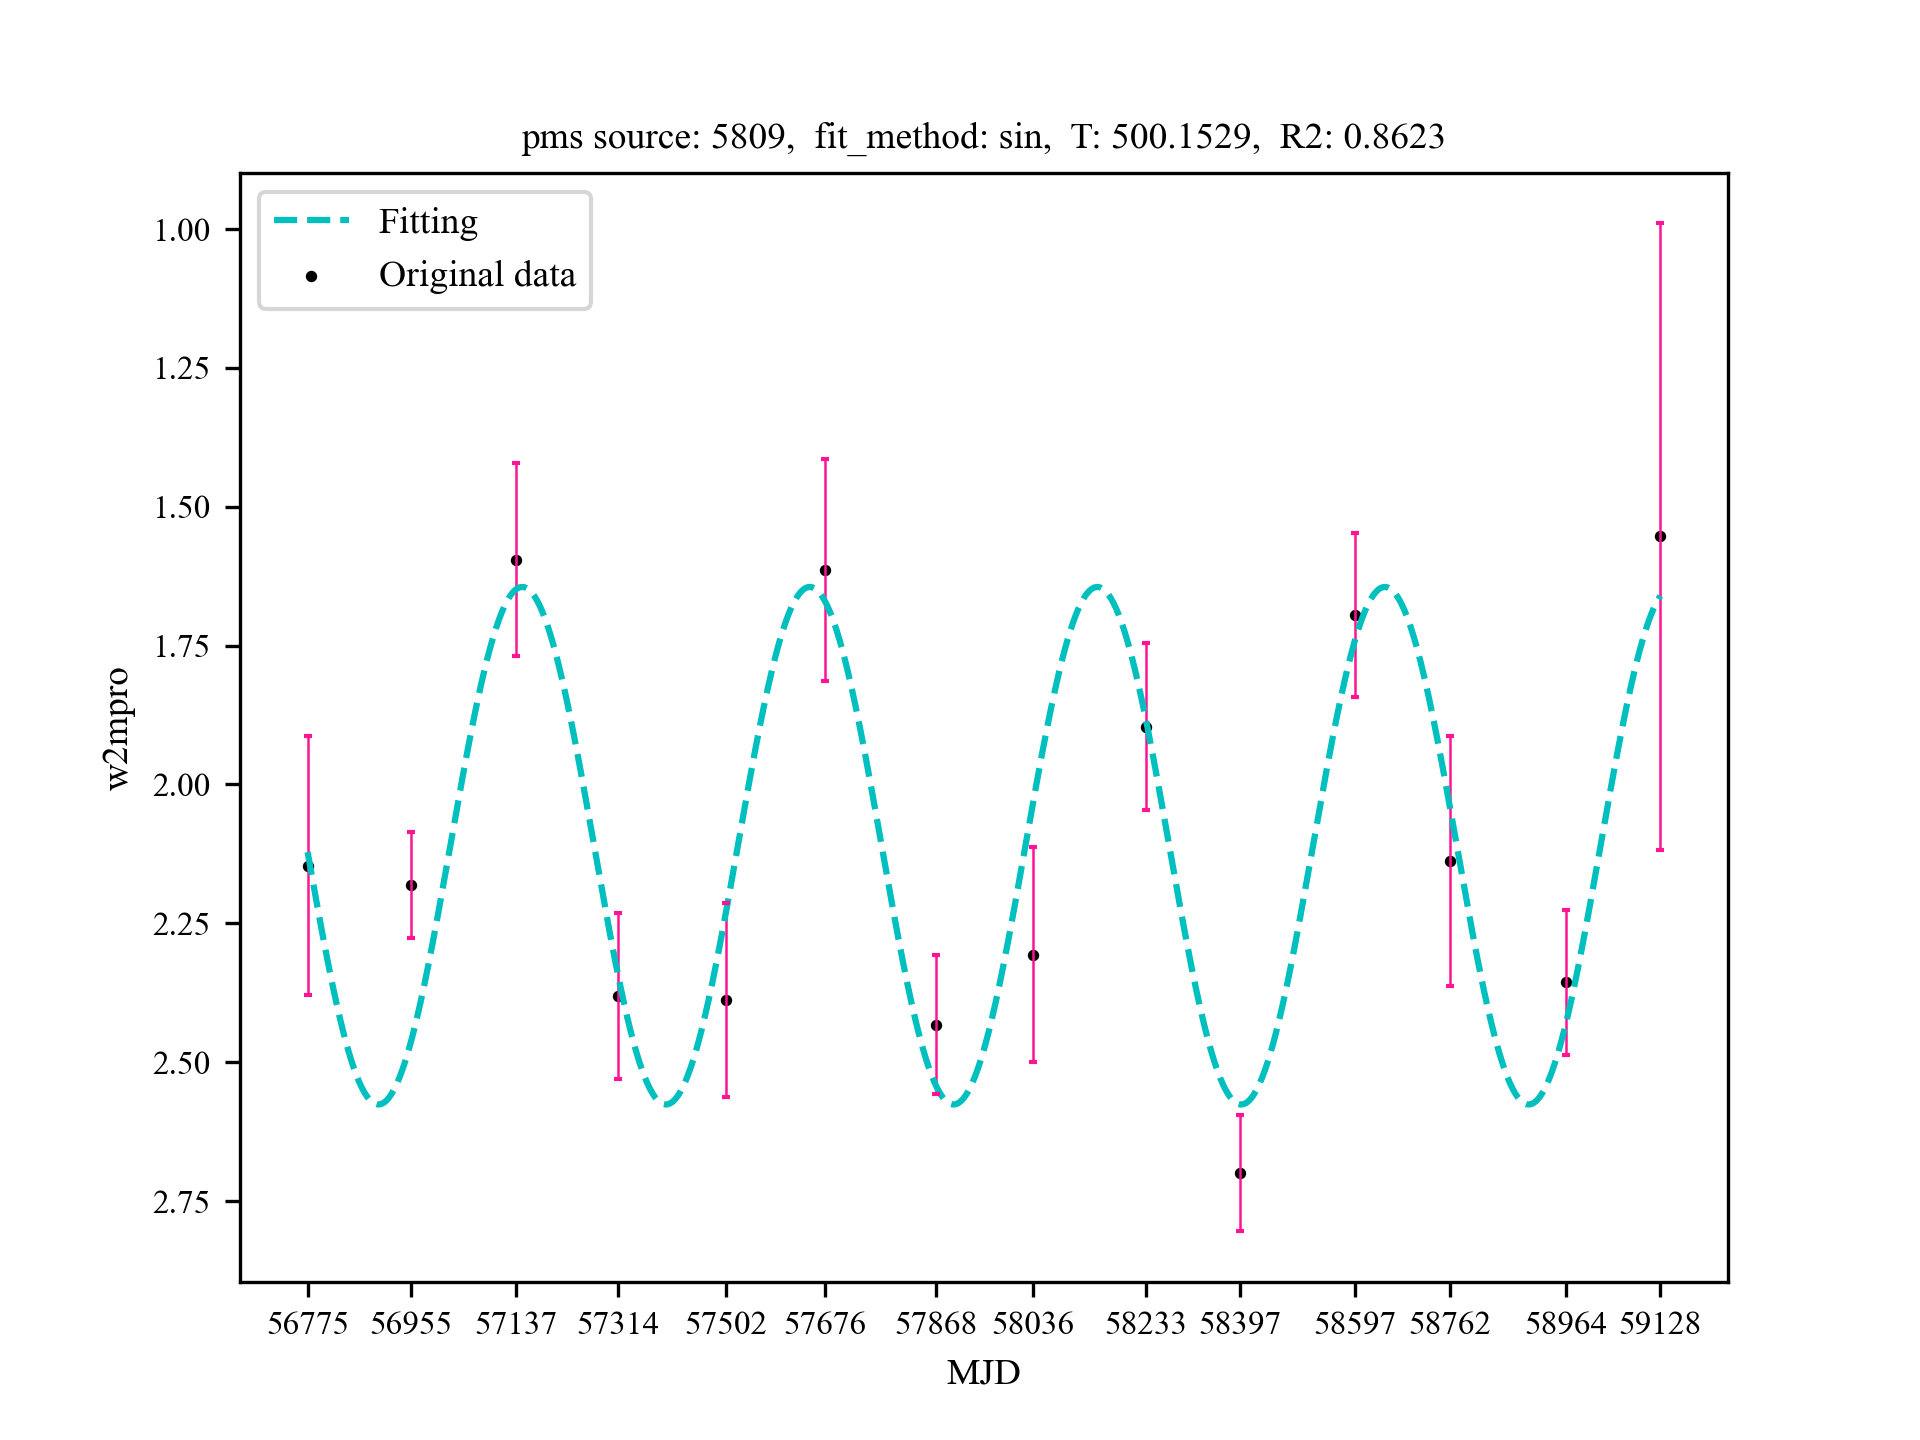 pms source: 5809,  fit_method: sin,  T: 500.1529,  R2: 0.8623
Fitting
Original data
1.00
1.25
1.50
1.75
2.00
2.25
2.50
2.75
w2mpro
56775 56955 57137 57314 57502 57676 57868 58036 58233 58397 58597 58762 58964 59128
MJD